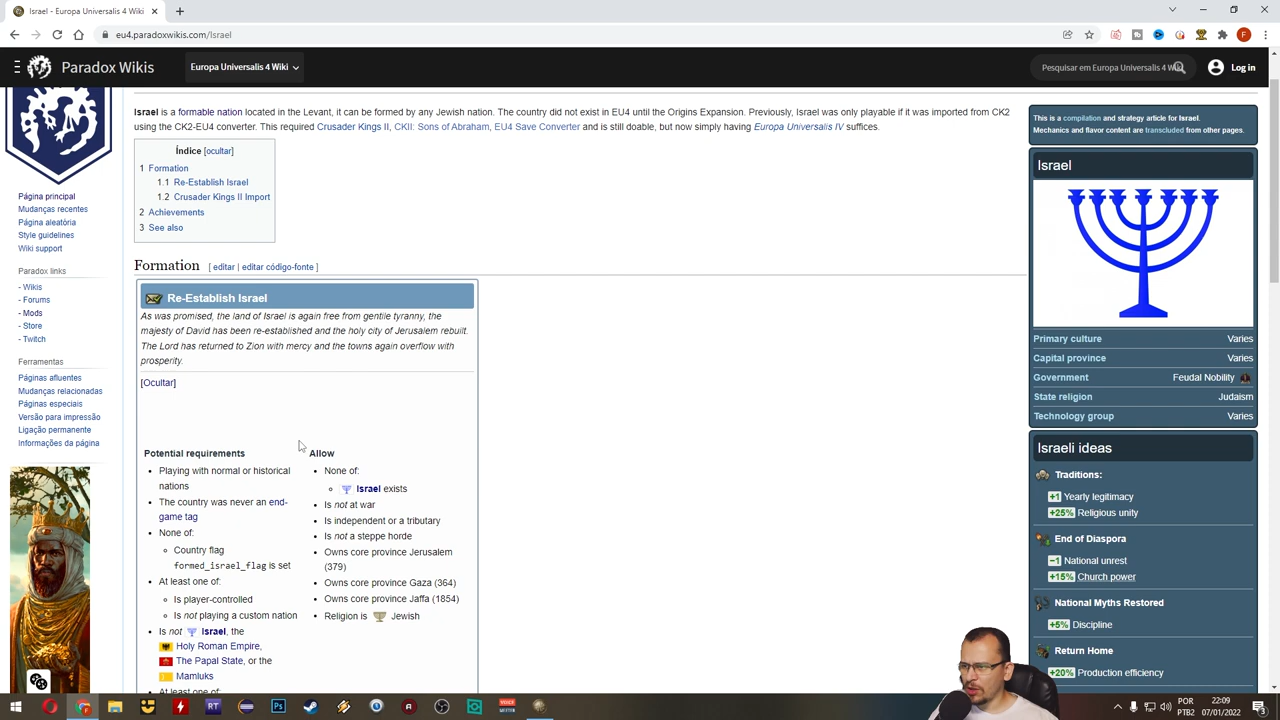 Israel - Europa Universalis 4 Wiki
eu4.paradoxwikis.com/Israel
Paradox Wikis
Europa Universalis 4 Wiki
Pesquisar em Europa Universalis 4 Wiki
Log in
Israel is a formable nation located in the Levant, it can be formed by any Jewish nation. The country did not exist in EU4 until the Origins Expansion. Previously, Israel was only playable if it was imported from CK2
using the CK2-EU4 converter. This required Crusader Kings II, CKII: Sons of Abraham, EU4 Save Converter and is still doable, but now simply having Europa Universalis IV suffices.
Índice [ocultar]
1 Formation
1.1 Re-Establish Israel
1.2 Crusader Kings II Import
2 Achievements
3 See also
Formation [ editar | editar código-fonte ]
Re-Establish Israel
As was promised, the land of Israel is again free from gentile tyranny, the
majesty of David has been re-established and the holy city of Jerusalem rebuilt.
The Lord has returned to Zion with mercy and the towns again overflow with
prosperity.
[Ocultar]
Potential requirements
Playing with normal or historical
nations
The country was never an end-
game tag
None of:
Country flag
formed_israel_flag is set
At least one of:
Is player-controlled
Is not playing a custom nation
Is not Israel, the
Holy Roman Empire,
The Papal State, or the
Mamluks
At least one of:
Allow
None of:
Israel exists
Is not at war
Is independent or a tributary
Is not a steppe horde
Owns core province Jerusalem
(379)
Owns core province Gaza (364)
Owns core province Jaffa (1854)
Religion is Jewish
Página principal
Mudanças recentes
Página aleatória
Style guidelines
Wiki support
Paradox links
- Wikis
- Forums
- Mods
- Store
- Twitch
Ferramentas
Páginas afluentes
Mudanças relacionadas
Páginas especiais
Versão para impressão
Ligação permanente
Informações da página
This is a compilation and strategy article for Israel.
Mechanics and flavor content are transcluded from other pages.
Israel
Primary culture Varies
Capital province Varies
Government Feudal Nobility
State religion Judaism
Technology group Varies
Israeli ideas
Traditions:
+1 Yearly legitimacy
+25% Religious unity
End of Diaspora
−1 National unrest
+15% Church power
National Myths Restored
+5% Discipline
Return Home
+20% Production efficiency
POR
PTB2
22:09
07/01/2022